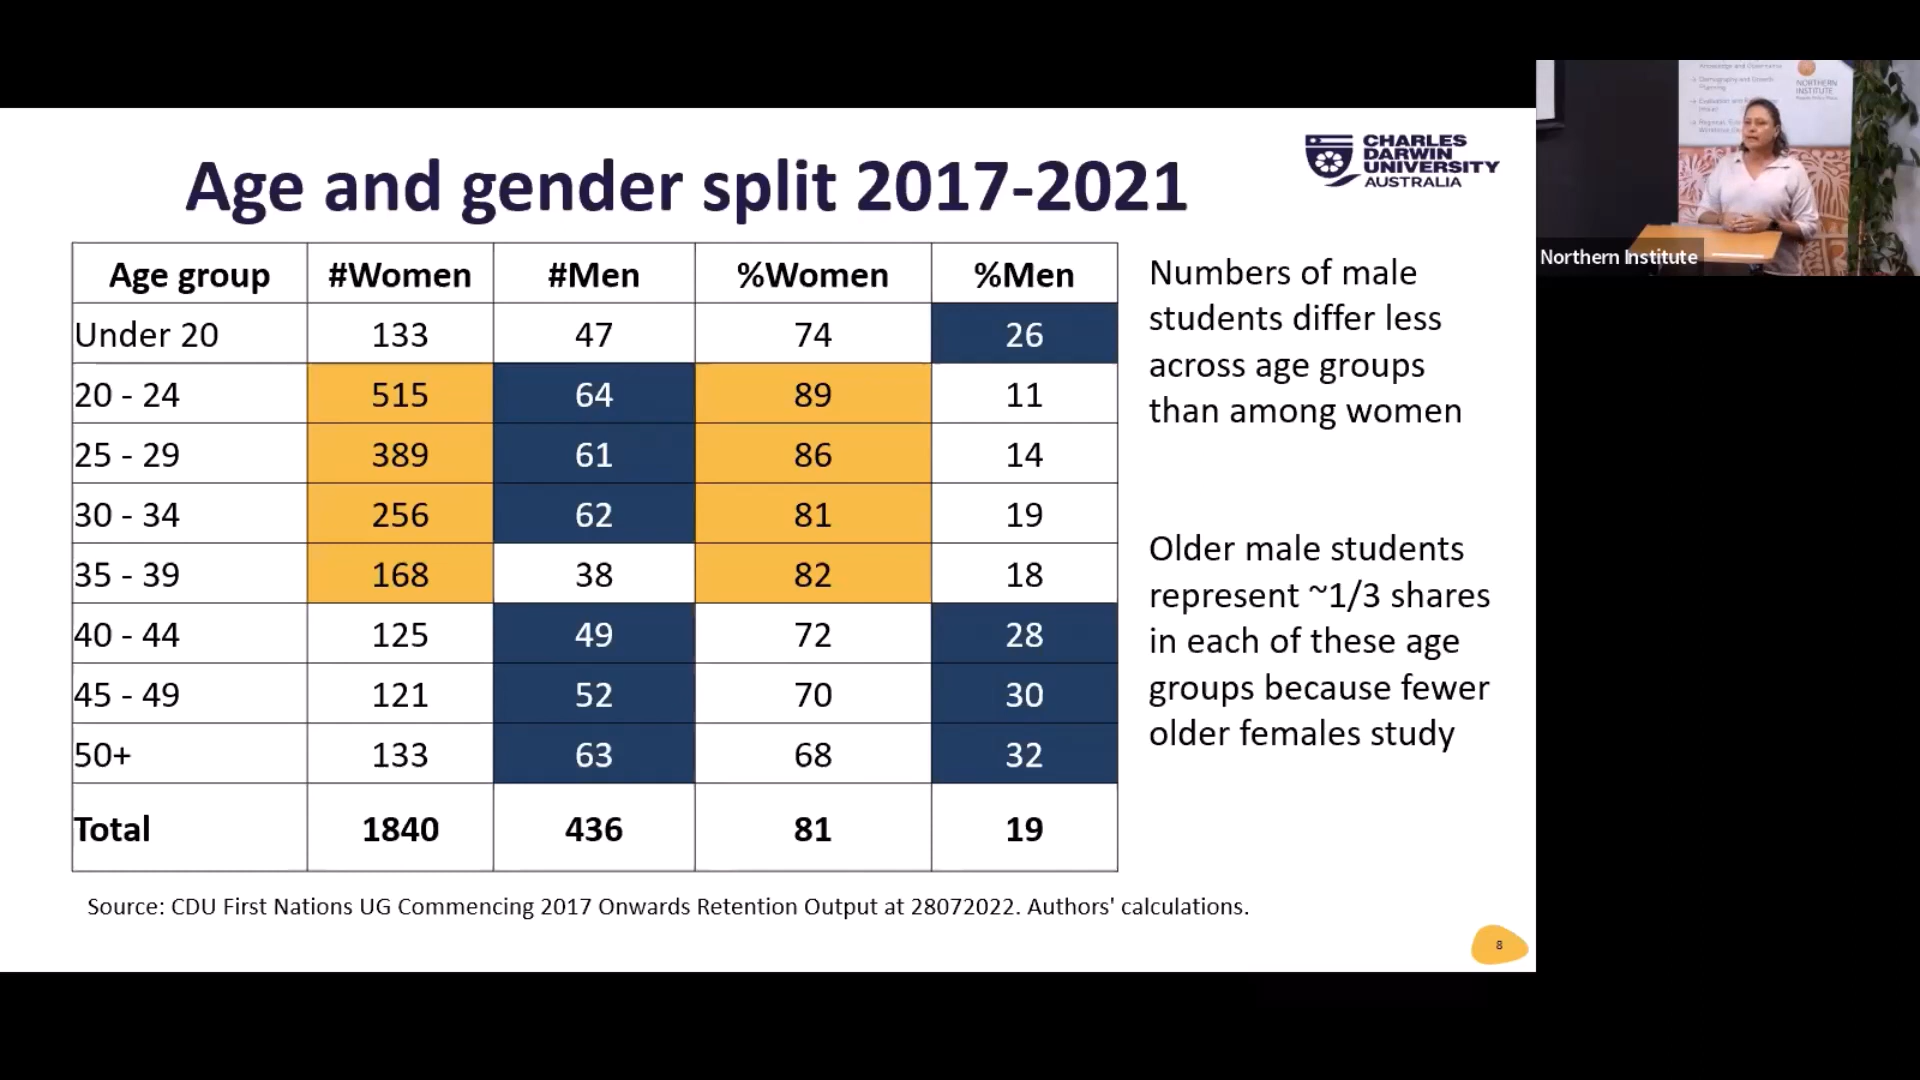 Age and gender split 2017-2021
CHARLES
DARWIN
UNIVERSITY
AUSTRALIA
Age group #Women #Men %Women %Men
Under 20 133 47 74 26
20 - 24 515 64 89 11
25 - 29 389 61 86 14
30 - 34 256 62 81 19
35 - 39 168 38 82 18
40 - 44 125 49 72 28
45 - 49 121 52 70 30
50+ 133 63 68 32
Total 1840 436 81 19
Numbers of male
students differ less
across age groups
than among women
Older male students
represent ~1/3 shares
in each of these age
groups because fewer
older females study
Source: CDU First Nations UG Commencing 2017 Onwards Retention Output at 28072022. Authors' calculations.
8
Demography and Growth
Planning
NORTHERN
INSTITUTE
Northern Institute